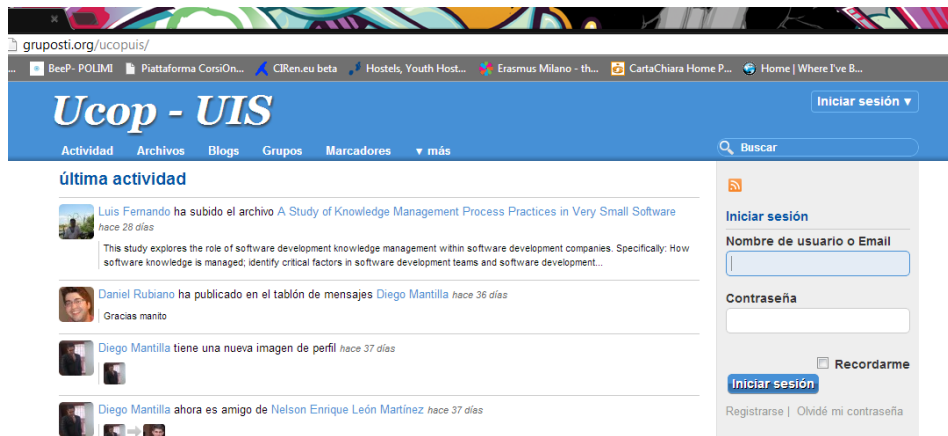 gruposti.org/ucopuis/
... BeeP- POLIMI Piattaforma CorsiOn... CIRen.eu beta Hostels, Youth Host... Erasmus Milano - th... CartaChiara Home P... Home | Where I've B...
Ucop - UIS
Iniciar sesión ▾
Actividad Archivos Blogs Grupos Marcadores ▾ más
Buscar
última actividad
Luis Fernando ha subido el archivo A Study of Knowledge Management Process Practices in Very Small Software
hace 28 días
This study explores the role of software development knowledge management within software development companies. Specifically: How
software knowledge is managed; identify critical factors in software development teams and software development...
Daniel Rubiano ha publicado en el tablón de mensajes Diego Mantilla hace 36 días
Gracias manito
Diego Mantilla tiene una nueva imagen de perfil hace 37 días
Diego Mantilla ahora es amigo de Nelson Enrique León Martínez hace 37 días
Iniciar sesión
Nombre de usuario o Email
Contraseña
Recordarme
Iniciar sesión
Registrarse | Olvidé mi contraseña